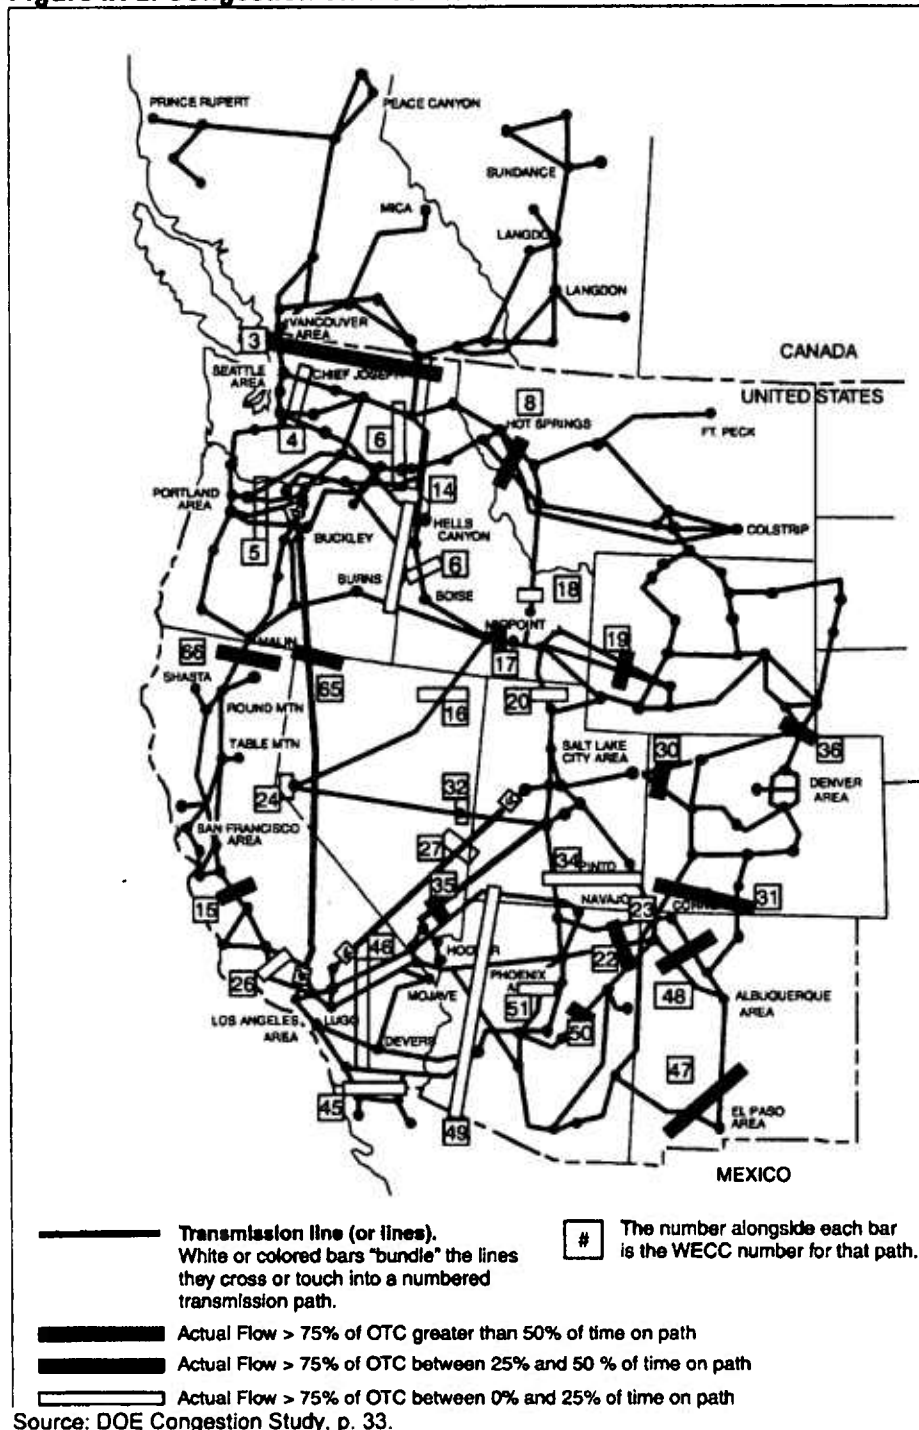 PRINCE RUPERT
PEACE CANYON
SUNDANCE
MICA
LANGDO
LANGDON
VANCOUVER
AREA
3
CANADA
SEATTLE
AREA
CHIEF JOSEPH
UNITED STATES
8
HOT SPRINGS
4
6
FT. PECK
14
PORTLAND
AREA
HELLS
CANYON
COLSTRIP
5
BUCKLEY
6
BURNS
BOISE
18
MIDPOINT
19
MALIN
66
17
SHASTA
65
16
20
ROUND MTN
TABLE MTN
SALT LAKE
CITY AREA
30
36
24
32
DENVER
AREA
SAN FRANCISCO
AREA
27
34
PINTO
35
15
NAVAJO
23
31
46
HOOVER
22
26
PHOENIX
MOJAVE
48
51
ALBUQUERQUE
AREA
LOS ANGELES
AREA
LUGO
50
DEVERS
47
45
49
EL PASO
AREA
MEXICO
Transmission line (or lines).
White or colored bars "bundle" the lines
they cross or touch into a numbered
transmission path.
#
The number alongside each bar
is the WECC number for that path.
Actual Flow > 75% of OTC greater than 50% of time on path
Actual Flow > 75% of OTC between 25% and 50 % of time on path
Actual Flow > 75% of OTC between 0% and 25% of time on path
Source: DOE Congestion Study, p. 33.